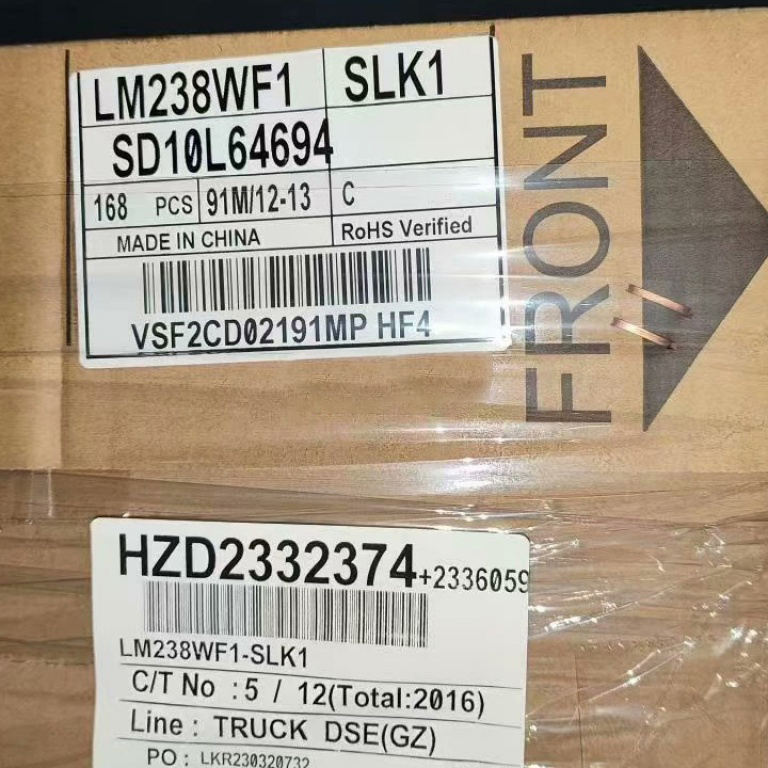 LM238WF1 SLK1
SD10L64694
168 PCS 91M/12-13 C
MADE IN CHINA RoHS Verified
VSF2CD02191MP HF4
FRONT
HZD2332374+2336059
LM238WF1-SLK1
C/T No :5 / 12(Total:2016)
Line : TRUCK DSE(GZ)
PO : LKR230320732